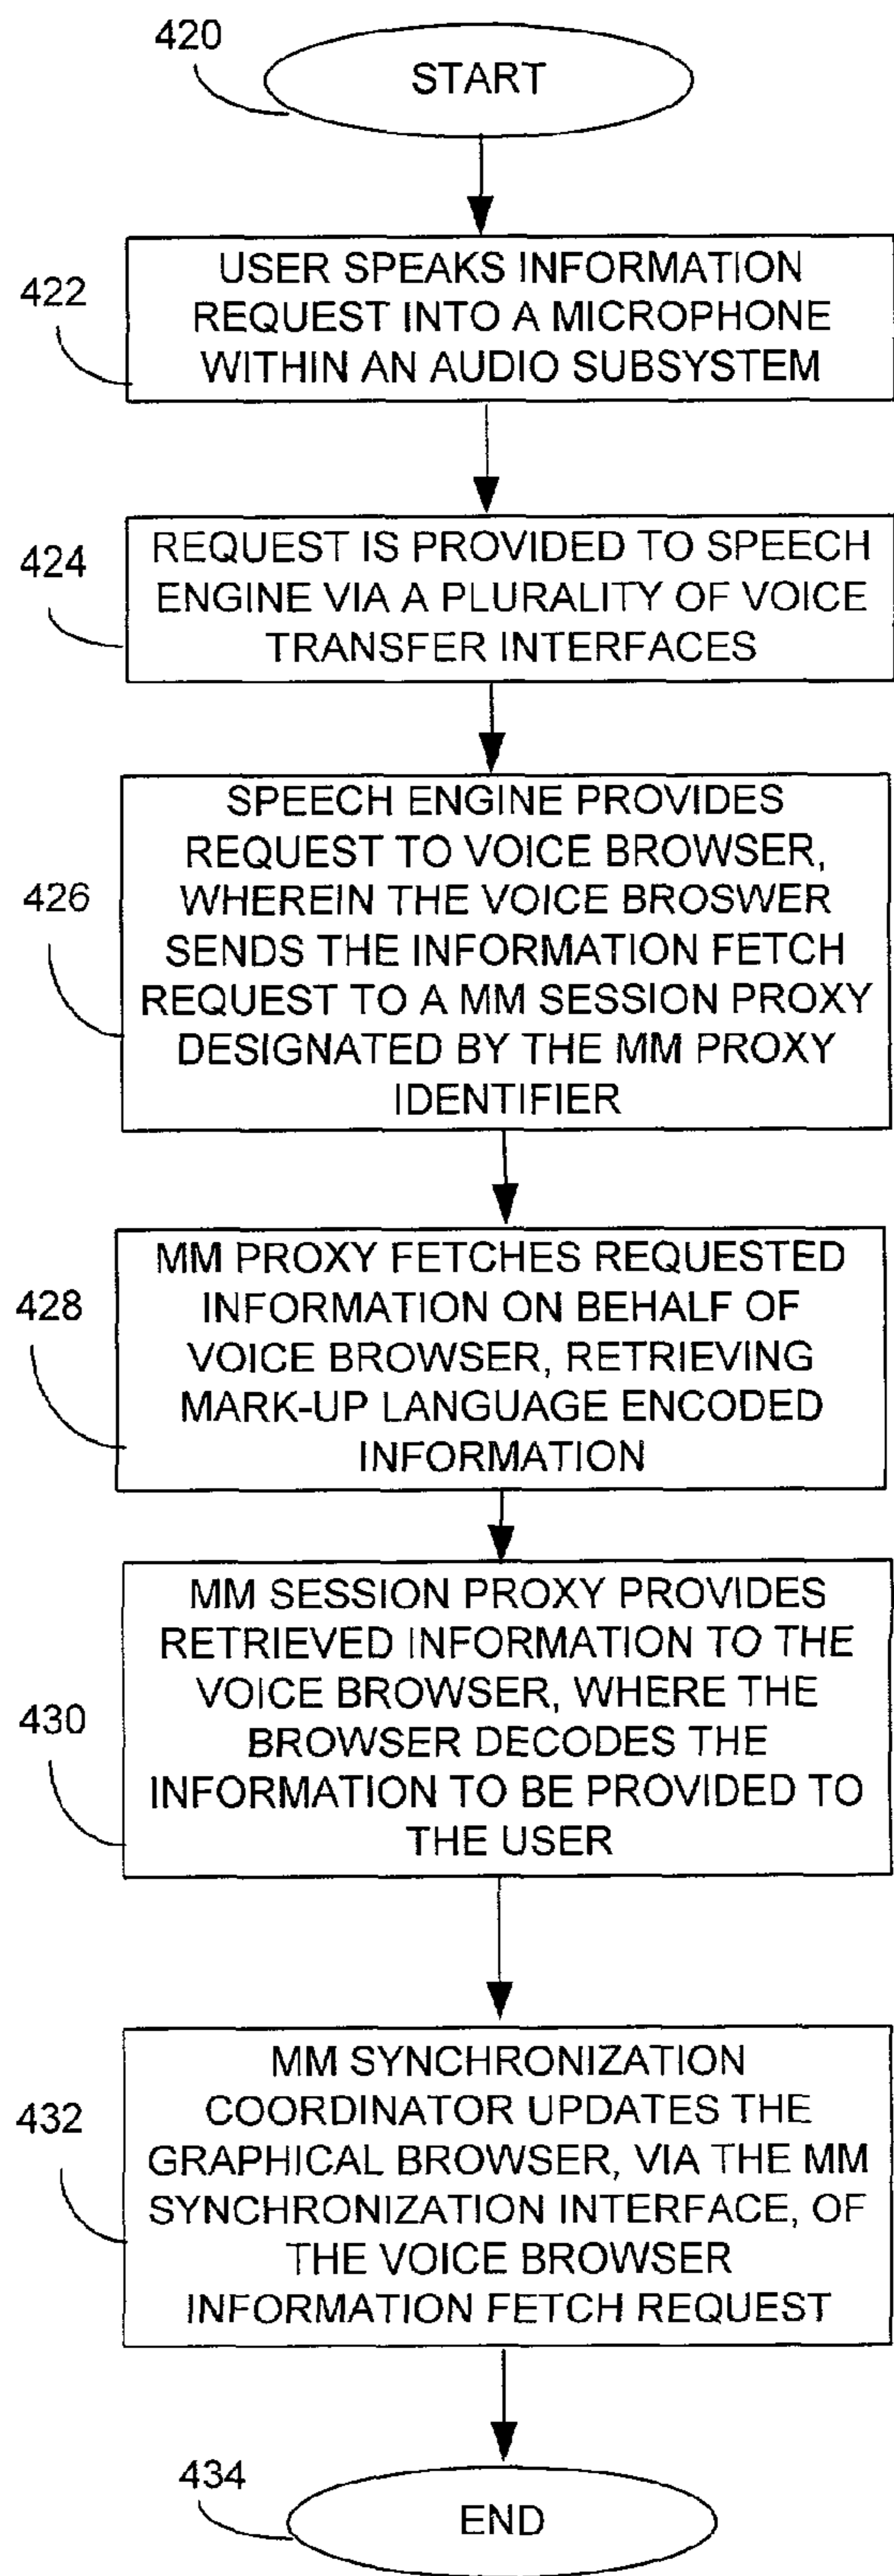 420
START
422
USER SPEAKS INFORMATION
REQUEST INTO A MICROPHONE
WITHIN AN AUDIO SUBSYSTEM
424
REQUEST IS PROVIDED TO SPEECH
ENGINE VIA A PLURALITY OF VOICE
TRANSFER INTERFACES
426
SPEECH ENGINE PROVIDES
REQUEST TO VOICE BROWSER,
WHEREIN THE VOICE BROSWER
SENDS THE INFORMATION FETCH
REQUEST TO A MM SESSION PROXY
DESIGNATED BY THE MM PROXY
IDENTIFIER
428
MM PROXY FETCHES REQUESTED
INFORMATION ON BEHALF OF
VOICE BROWSER, RETRIEVING
MARK-UP LANGUAGE ENCODED
INFORMATION
430
MM SESSION PROXY PROVIDES
RETRIEVED INFORMATION TO THE
VOICE BROWSER, WHERE THE
BROWSER DECODES THE
INFORMATION TO BE PROVIDED TO
THE USER
432
MM SYNCHRONIZATION
COORDINATOR UPDATES THE
GRAPHICAL BROWSER, VIA THE MM
SYNCHRONIZATION INTERFACE, OF
THE VOICE BROWSER
INFORMATION FETCH REQUEST
434
END